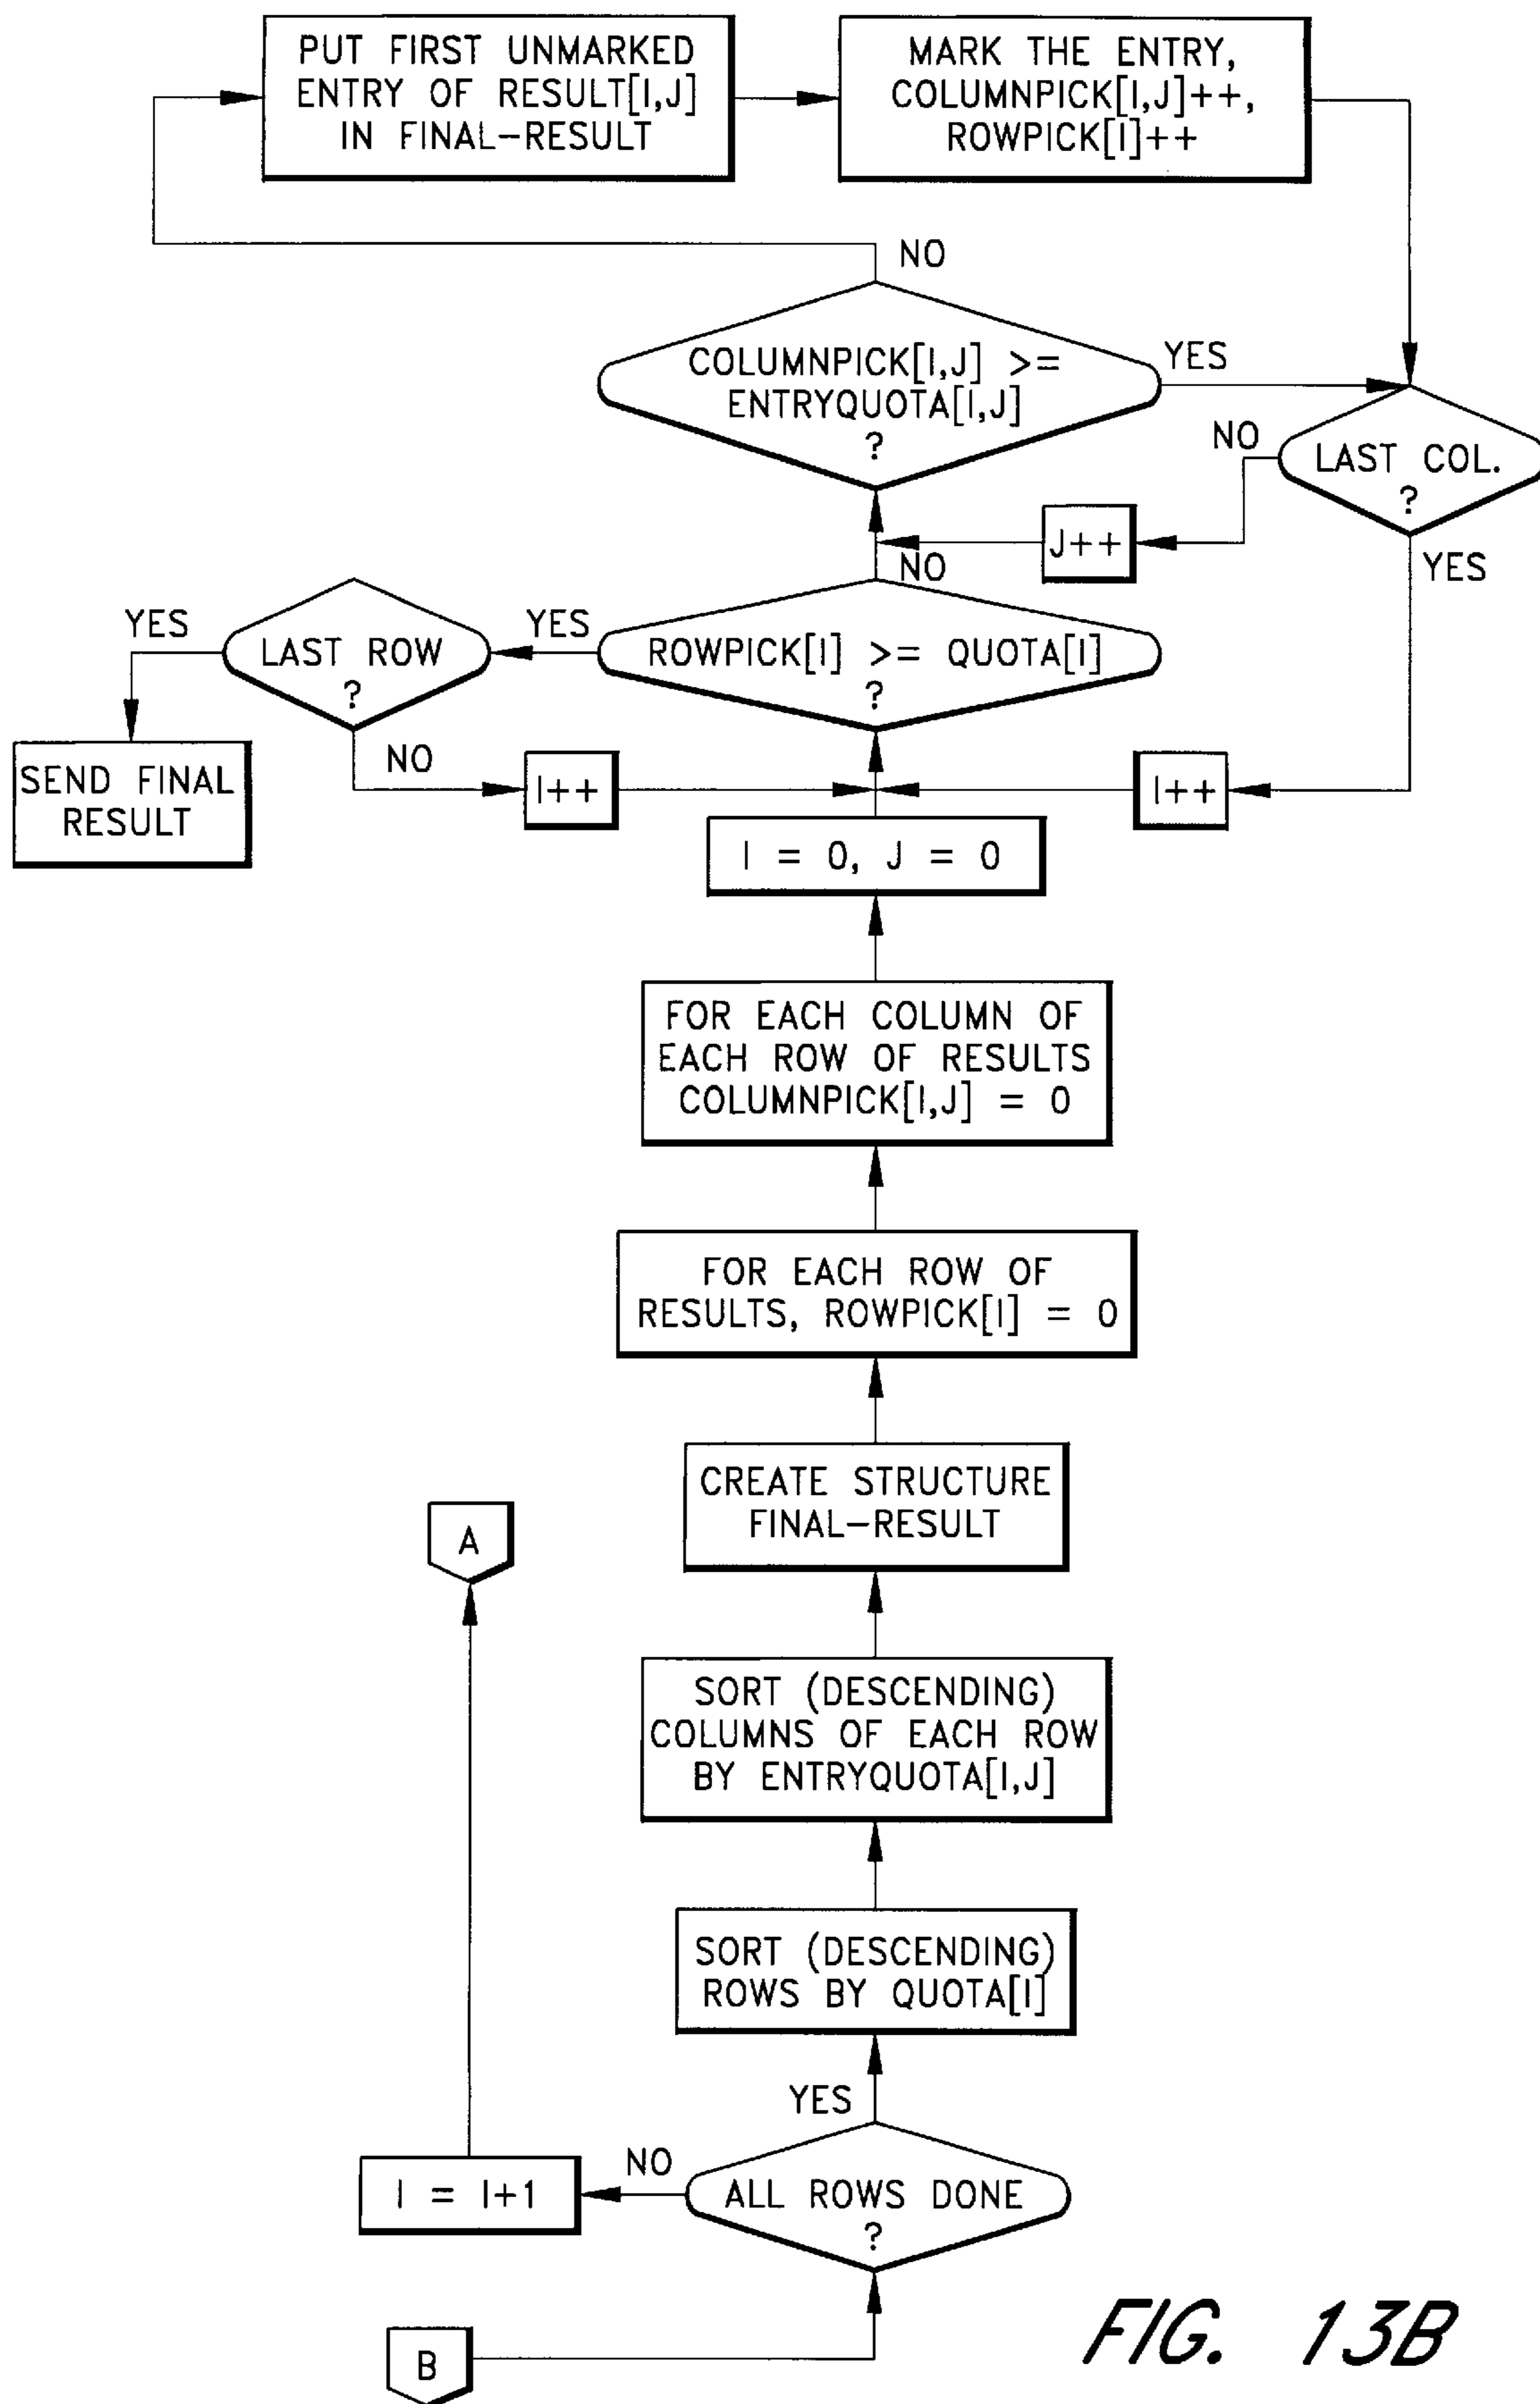 PUT FIRST UNMARKED
ENTRY OF RESULT[I,J]
IN FINAL-RESULT
MARK THE ENTRY,
COLUMNPICK[I,J]++,
ROWPICK[I]++
NO
COLUMNPICK[I,J] >=
ENTRYQUOTA[I,J]
?
YES
NO
LAST COL.
?
J++
YES
NO
YES
LAST ROW
?
YES
ROWPICK[I] >= QUOTA[I]
?
SEND FINAL
RESULT
NO
I++
I++
I = 0, J = 0
FOR EACH COLUMN OF
EACH ROW OF RESULTS
COLUMNPICK[I,J] = 0
FOR EACH ROW OF
RESULTS, ROWPICK[I] = 0
CREATE STRUCTURE
FINAL-RESULT
A
SORT (DESCENDING)
COLUMNS OF EACH ROW
BY ENTRYQUOTA[I,J]
SORT (DESCENDING)
ROWS BY QUOTA[I]
YES
I = I+1
NO
ALL ROWS DONE
?
B
FIG. 13B